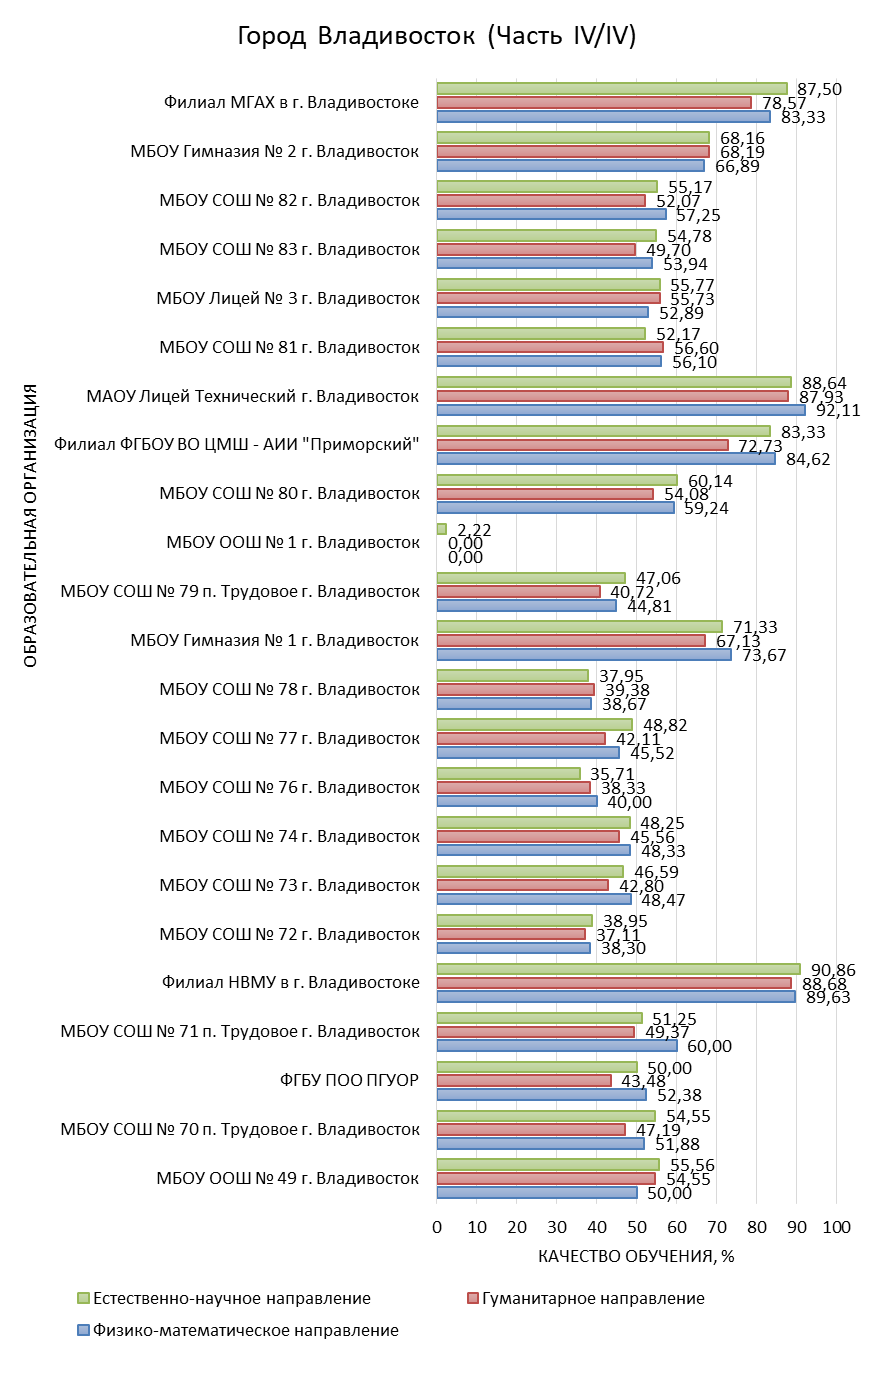 Город Владивосток (Часть IV/IV)
ОБРАЗОВАТЕЛЬНАЯ ОРГАНИЗАЦИЯ
Филиал МГАХ в г. Владивостоке
87,50
78,57
83,33
МБОУ Гимназия № 2 г. Владивосток
68,16
68,19
66,89
МБОУ СОШ № 82 г. Владивосток
55,17
52,07
57,25
МБОУ СОШ № 83 г. Владивосток
54,78
49,70
53,94
МБОУ Лицей № 3 г. Владивосток
55,77
55,73
52,89
МБОУ СОШ № 81 г. Владивосток
52,17
56,60
56,10
МАОУ Лицей Технический г. Владивосток
88,64
87,93
92,11
Филиал ФГБОУ ВО ЦМШ - АИИ "Приморский"
83,33
72,73
84,62
МБОУ СОШ № 80 г. Владивосток
60,14
54,08
59,24
МБОУ ООШ № 1 г. Владивосток
2,22
0,00
0,00
МБОУ СОШ № 79 п. Трудовое г. Владивосток
47,06
40,72
44,81
МБОУ Гимназия № 1 г. Владивосток
71,33
67,13
73,67
МБОУ СОШ № 78 г. Владивосток
37,95
39,38
38,67
МБОУ СОШ № 77 г. Владивосток
48,82
42,11
45,52
МБОУ СОШ № 76 г. Владивосток
35,71
38,33
40,00
МБОУ СОШ № 74 г. Владивосток
48,25
45,56
48,33
МБОУ СОШ № 73 г. Владивосток
46,59
42,80
48,47
МБОУ СОШ № 72 г. Владивосток
38,95
37,11
38,30
Филиал НВМУ в г. Владивостоке
90,86
88,68
89,63
МБОУ СОШ № 71 п. Трудовое г. Владивосток
51,25
49,37
60,00
ФГБУ ПОО ПГУОР
50,00
43,48
52,38
МБОУ СОШ № 70 п. Трудовое г. Владивосток
54,55
47,19
51,88
МБОУ ООШ № 49 г. Владивосток
55,56
54,55
50,00
0 10 20 30 40 50 60 70 80 90 100
КАЧЕСТВО ОБУЧЕНИЯ, %
Естественно-научное направление
Гуманитарное направление
Физико-математическое направление